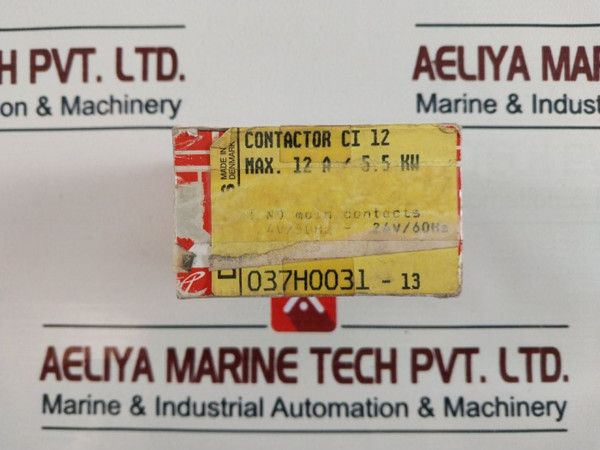 H PVT. LTD.
on & Machinery
AELIYA MAR
Marine & Indust
MADE IN
DENMARK
CONTACTOR CI 12
MAX. 12 A / 5.5 KW
main contacts
24V/60Hz
037H0031 - 13
AELIYA MARINE TECH PVT. LTD.
Marine & Industrial Automation & Machinery